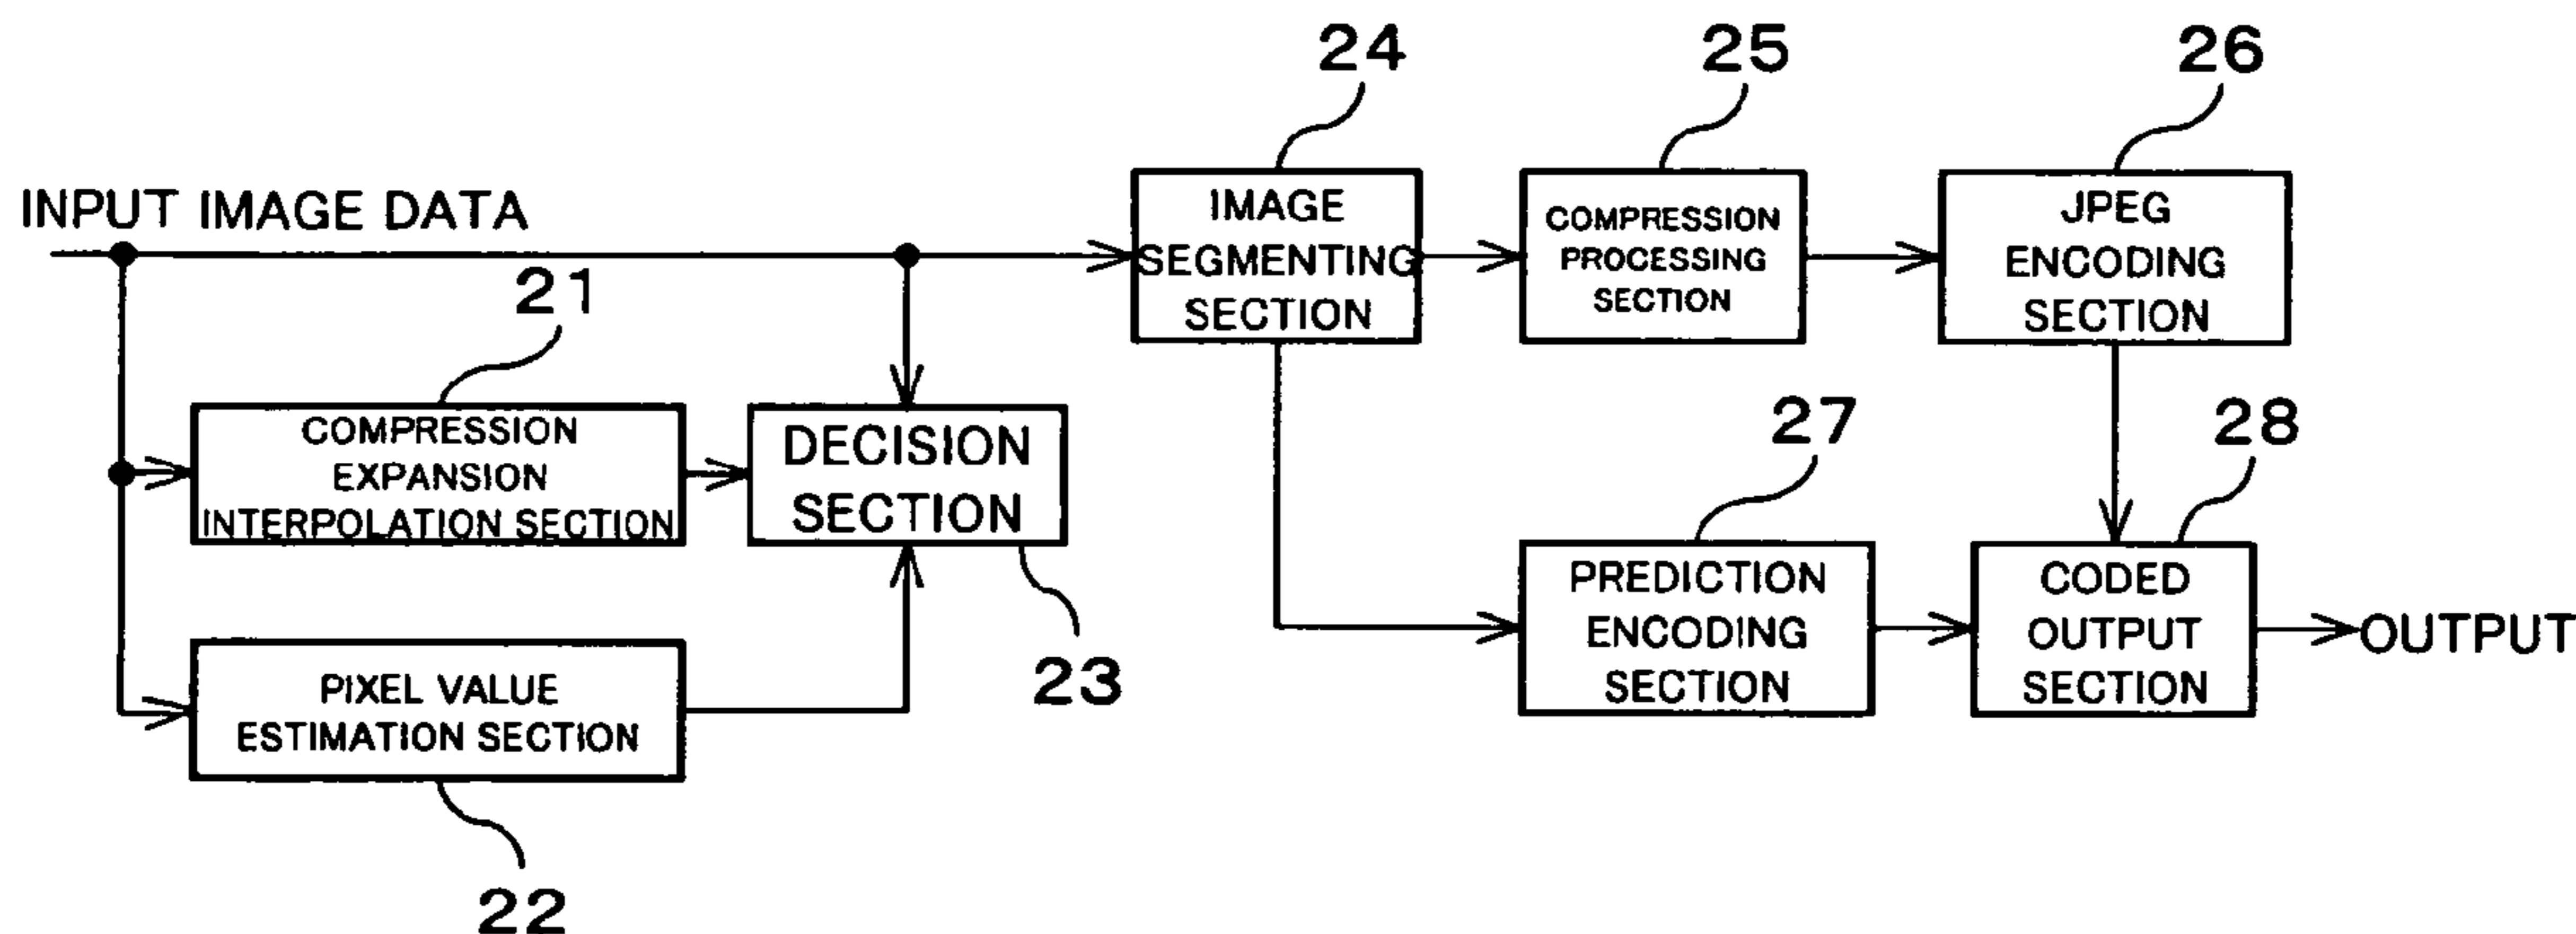 24
25
26
INPUT IMAGE DATA
IMAGE
SEGMENTING
SECTION
COMPRESSION
PROCESSING
SECTION
JPEG
ENCODING
SECTION
21
COMPRESSION
EXPANSION
INTERPOLATION SECTION
DECISION
SECTION
27
28
PREDICTION
ENCODING
SECTION
CODED
OUTPUT
SECTION
OUTPUT
23
PIXEL VALUE
ESTIMATION SECTION
22